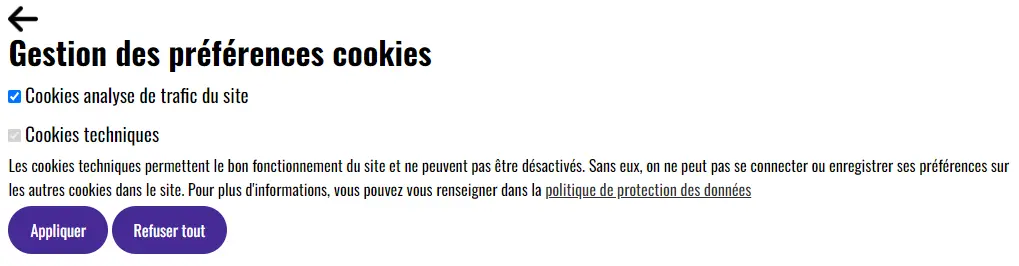 Gestion des préférences cookies
Cookies analyse de trafic du site
Cookies techniques
Les cookies techniques permettent le bon fonctionnement du site et ne peuvent pas être désactivés. Sans eux, on ne peut pas se connecter ou enregistrer ses préférences sur
les autres cookies dans le site. Pour plus d'informations, vous pouvez vous renseigner dans la politique de protection des données
Appliquer Refuser tout